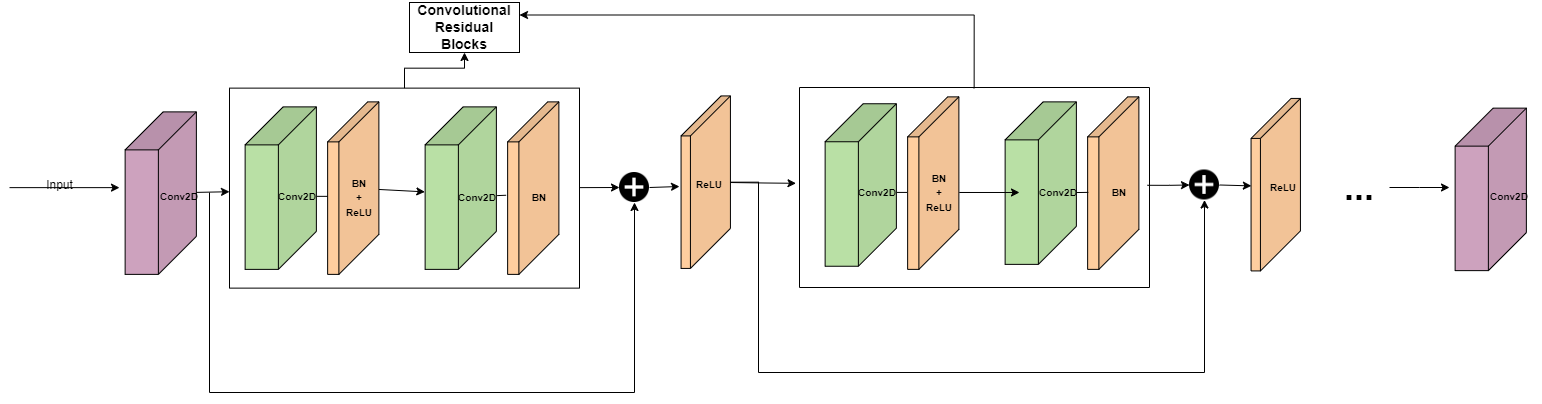 Convolutional
Residual
Blocks
Input
Conv2D
Conv2D
BN
+
ReLU
Conv2D
BN
ReLU
Conv2D
BN
+
ReLU
Conv2D
BN
ReLU
...
Conv2D